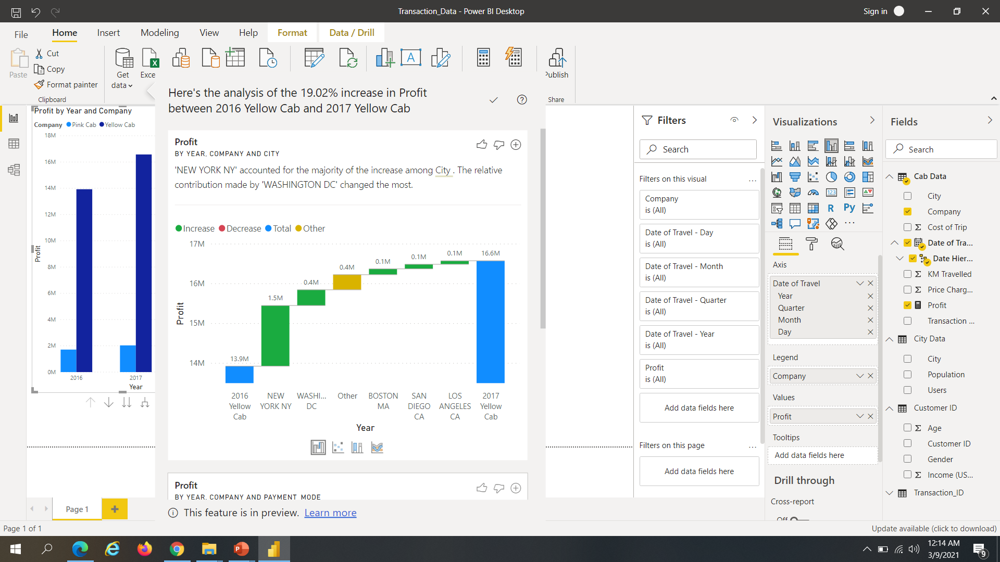 Transaction_Data - Power BI Desktop
Sign in
File
Home
Insert
Modeling
View
Help
Format
Data / Drill
Paste
Cut
Copy
Format painter
Clipboard
Get
data
Exce
Publish
Share
Here's the analysis of the 19.02% increase in Profit
between 2016 Yellow Cab and 2017 Yellow Cab
Profit by Year and Company
Company Pink Cab Yellow Cab
18M
16M
14M
12M
10M
8M
6M
4M
2M
0M
Profit
2016
2017
Year
Profit
BY YEAR, COMPANY AND CITY
'NEW YORK NY' accounted for the majority of the increase among City . The relative
contribution made by 'WASHINGTON DC' changed the most.
Increase Decrease Total Other
17M
16M
15M
14M
Profit
13.9M
1.5M
0.4M
0.4M
0.1M
0.1M
0.1M
16.6M
2016
Yellow
Cab
NEW
YORK NY
WASHI...
DC
Other
BOSTON
MA
SAN
DIEGO
CA
LOS
ANGELES
CA
2017
Yellow
Cab
Year
Profit
BY YEAR, COMPANY AND PAYMENT_MODE
This feature is in preview. Learn more
Filters
Search
Filters on this visual
...
Company
is (All)
Date of Travel - Day
is (All)
Date of Travel - Month
is (All)
Date of Travel - Quarter
is (All)
Date of Travel - Year
is (All)
Profit
is (All)
Add data fields here
Filters on this page
...
Add data fields here
Visualizations
123
R
Py
...
Axis
Date of Travel
Year
Quarter
Month
Day
Legend
Company
Values
Profit
Tooltips
Add data fields here
Drill through
Cross-report
Off
Fields
Search
Cab Data
City
Company
Cost of Trip
Date of Tra...
Date Hier...
KM Travelled
Price Charg...
Profit
Transaction ...
City Data
City
Population
Users
Customer ID
Age
Customer ID
Gender
Income (US...
Transaction_ID
Page 1
Page 1 of 1
Update available (click to download)
12:14 AM
3/9/2021
9